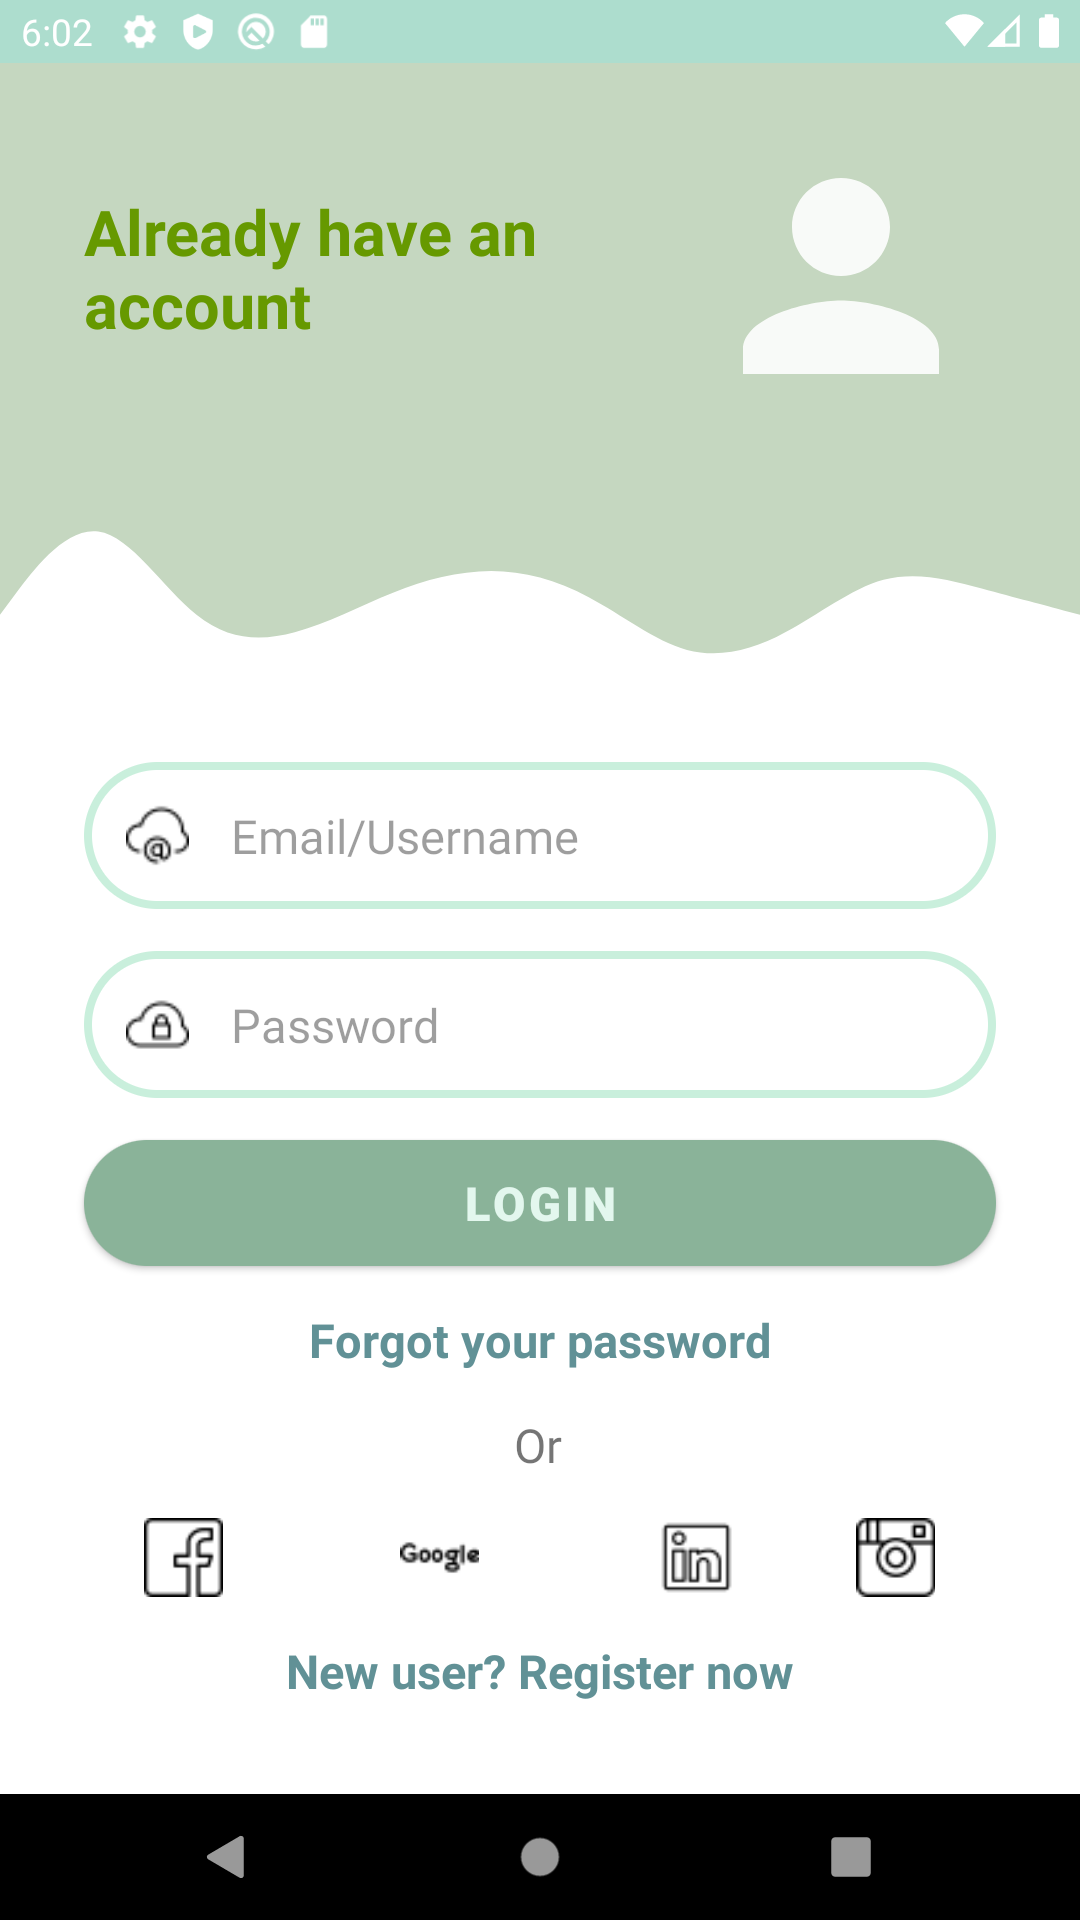 6:02
Already have an
account
Email/Username
Password
LOGIN
Forgot your password
Or
Google
New user? Register now